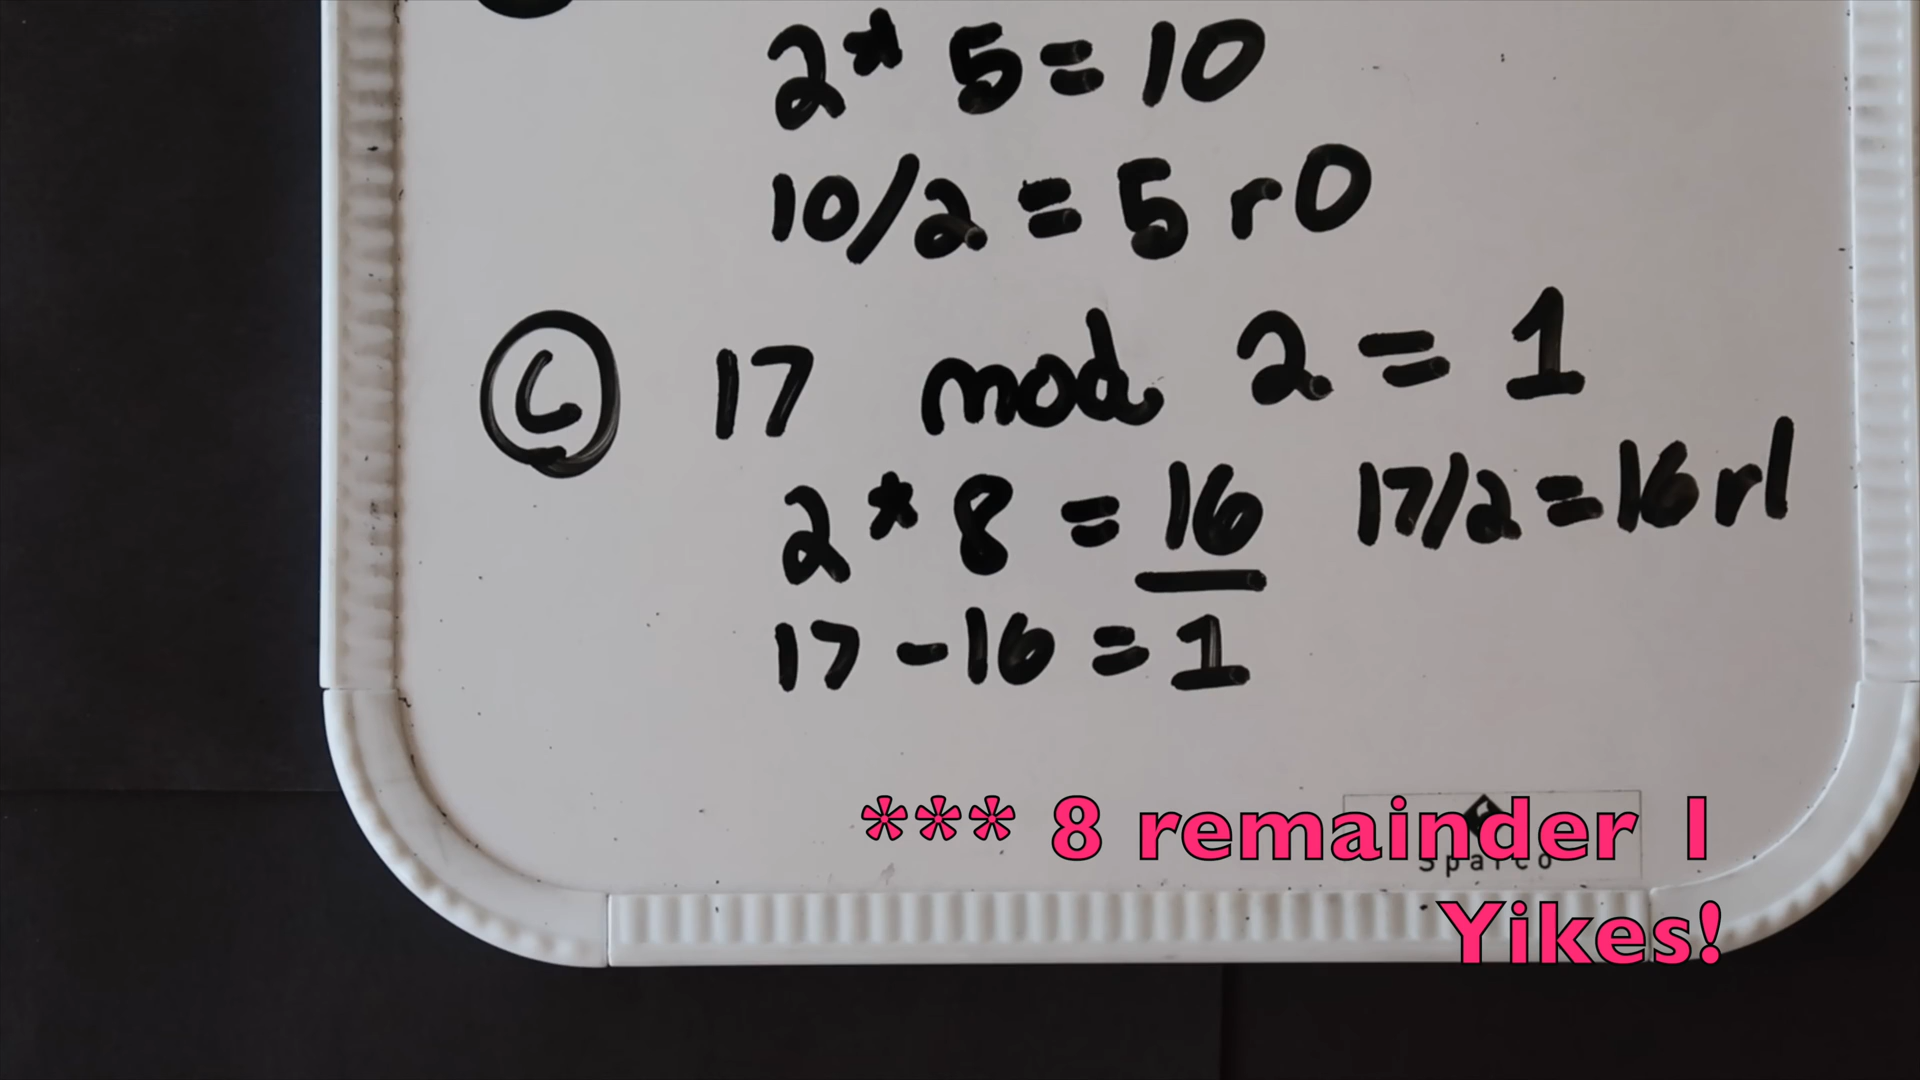 2* 5 = 10
10/2 = 5 r0
C 17 mod 2 = 1
2 * 8 = 16 17/2 = 16 r1
17 - 16 = 1
*** 8 remainder 1
Sparco
Yikes!